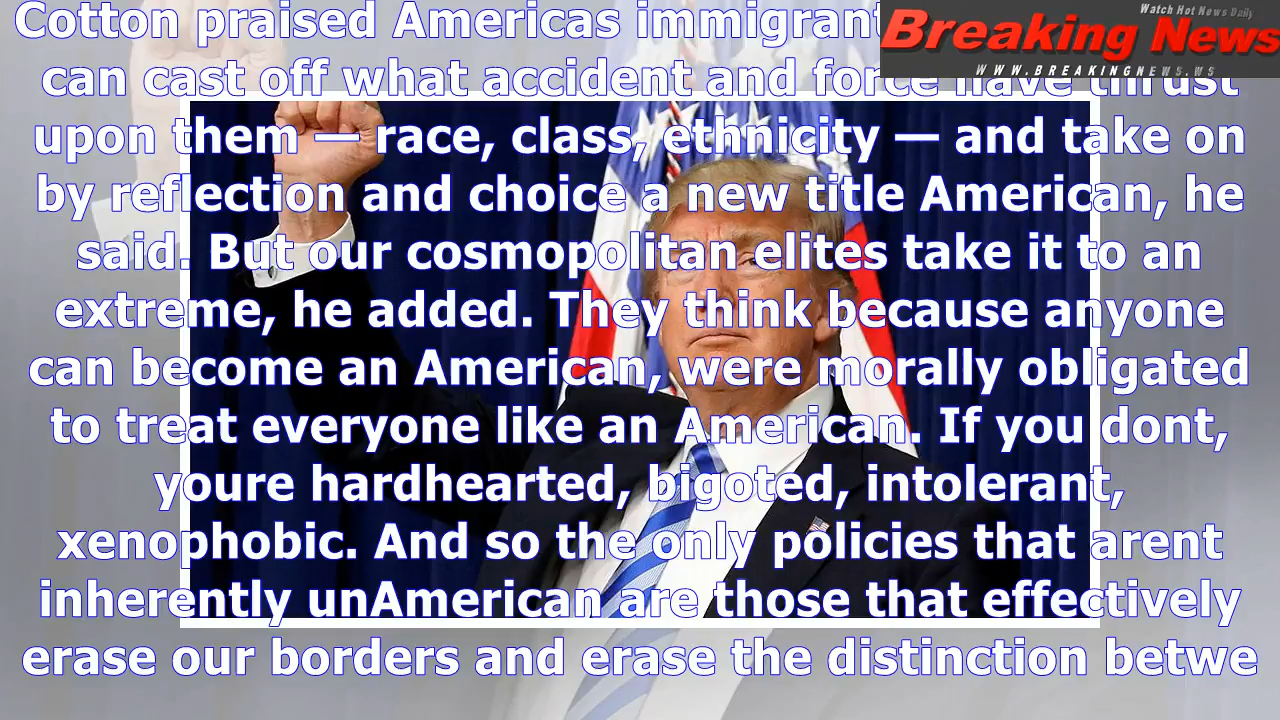 Cotton praised Americas immigrant
Watch Hot News Daily
Breaking News
WWW.BREAKINGNEWS.WS
can cast off what accident and force have thrust
upon them — race, class, ethnicity — and take on
by reflection and choice a new title American, he
said. But our cosmopolitan elites take it to an
extreme, he added. They think because anyone
can become an American, were morally obligated
to treat everyone like an American. If you dont,
youre hardhearted, bigoted, intolerant,
xenophobic. And so the only policies that arent
inherently unAmerican are those that effectively
erase our borders and erase the distinction betwe